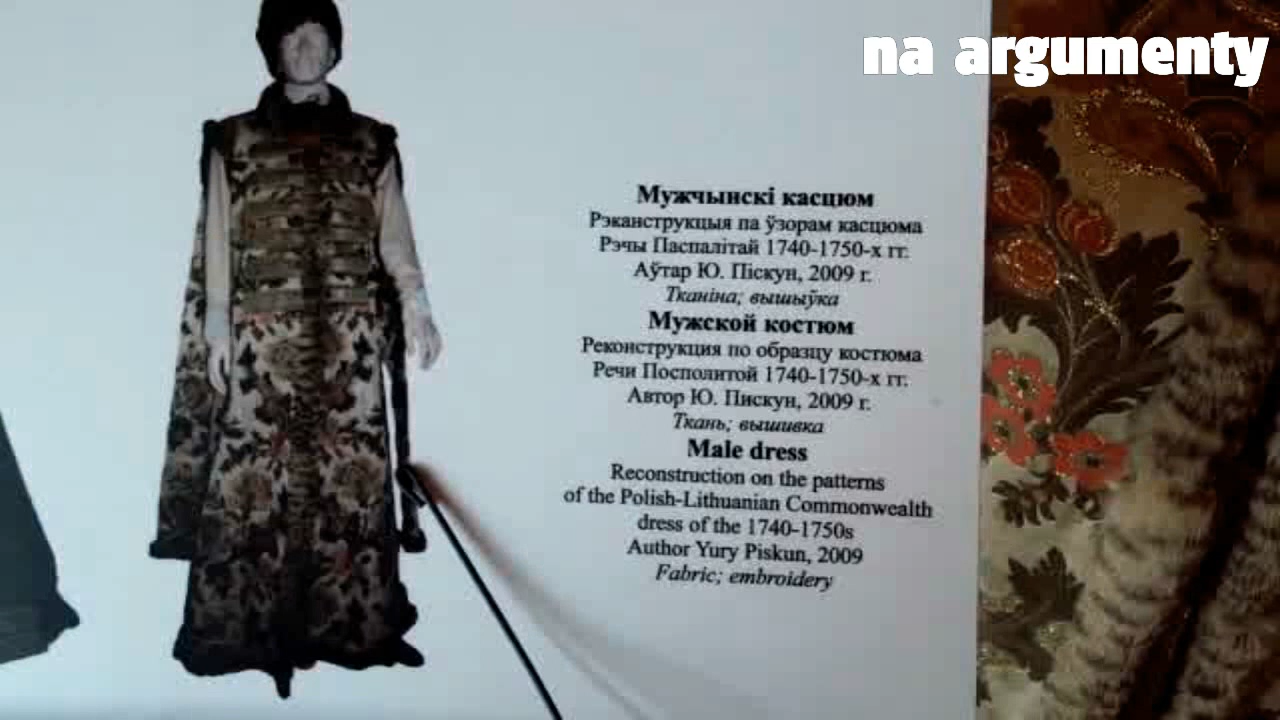 na argumenty
Мужчынскі касцюм
Рэканструкцыя па ўзорам касцюма
Рэчы Паспалітай 1740-1750-х гг.
Аўтар Ю. Піскун, 2009 г.
Тканіна; вышыўка
Мужской костюм
Реконструкция по образцу костюма
Речи Посполитой 1740-1750-х гг.
Автор Ю. Пискун, 2009 г.
Ткань; вышивка
Male dress
Reconstruction on the patterns
of the Polish-Lithuanian Commonwealth
dress of the 1740-1750s
Author Yury Piskun, 2009
Fabric; embroidery